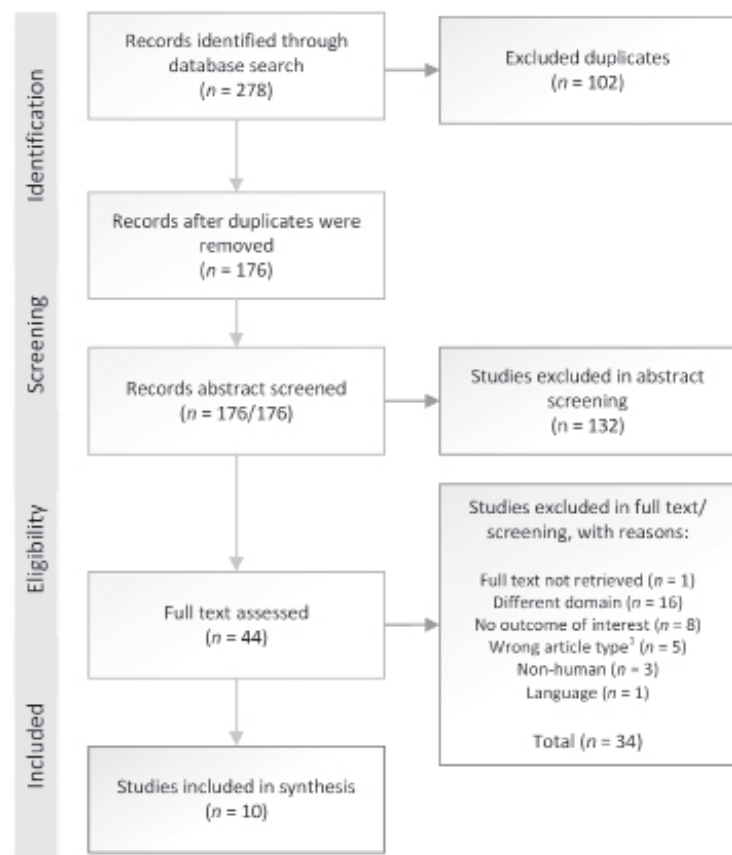 Identification
Records identified through
database search
(n = 278)
Excluded duplicates
(n = 102)
Records after duplicates were
removed
(n = 176)
Screening
Records abstract screened
(n = 176/176)
Studies excluded in abstract
screening
(n = 132)
Eligibility
Full text assessed
(n = 44)
Studies excluded in full text/
screening, with reasons:
Full text not retrieved (n = 1)
Different domain (n = 16)
No outcome of interest (n = 8)
Wrong article type (n = 5)
Non-human (n = 3)
Language (n = 1)
Total (n = 34)
Included
Studies included in synthesis
(n = 10)